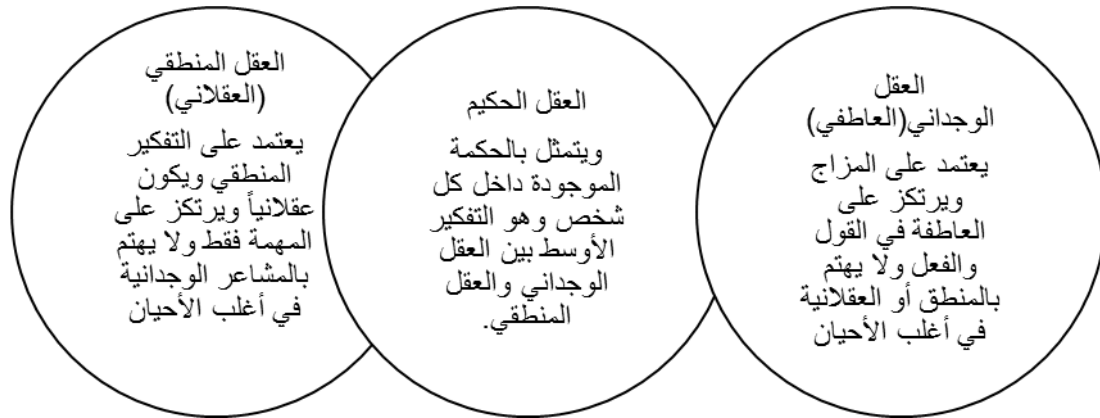 العقل
الوجداني(العاطفي)
يعتمد على المزاج
ويرتكز على
العاطفة في القول
والفعل ولا يهتم
بالمنطق أو العقلانية
في أغلب الأحيان
العقل الحكيم
ويتمثل بالحكمة
الموجودة داخل كل
شخص وهو التفكير
الأوسط بين العقل
الوجداني والعقل
المنطقي.
العقل المنطقي
(العقلاني)
يعتمد على التفكير
المنطقي ويكون
عقلانياً ويرتكز على
المهمة فقط ولا يهتم
بالمشاعر الوجدانية
في أغلب الأحيان